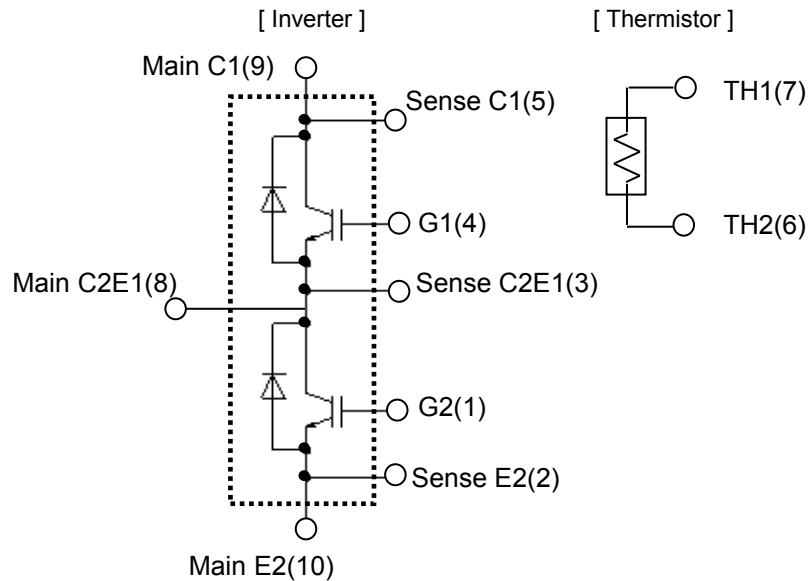 [ Inverter ]
[ Thermistor ]
Main C1(9)
Sense C1(5)
TH1(7)
G1(4)
TH2(6)
Main C2E1(8)
Sense C2E1(3)
G2(1)
Sense E2(2)
Main E2(10)